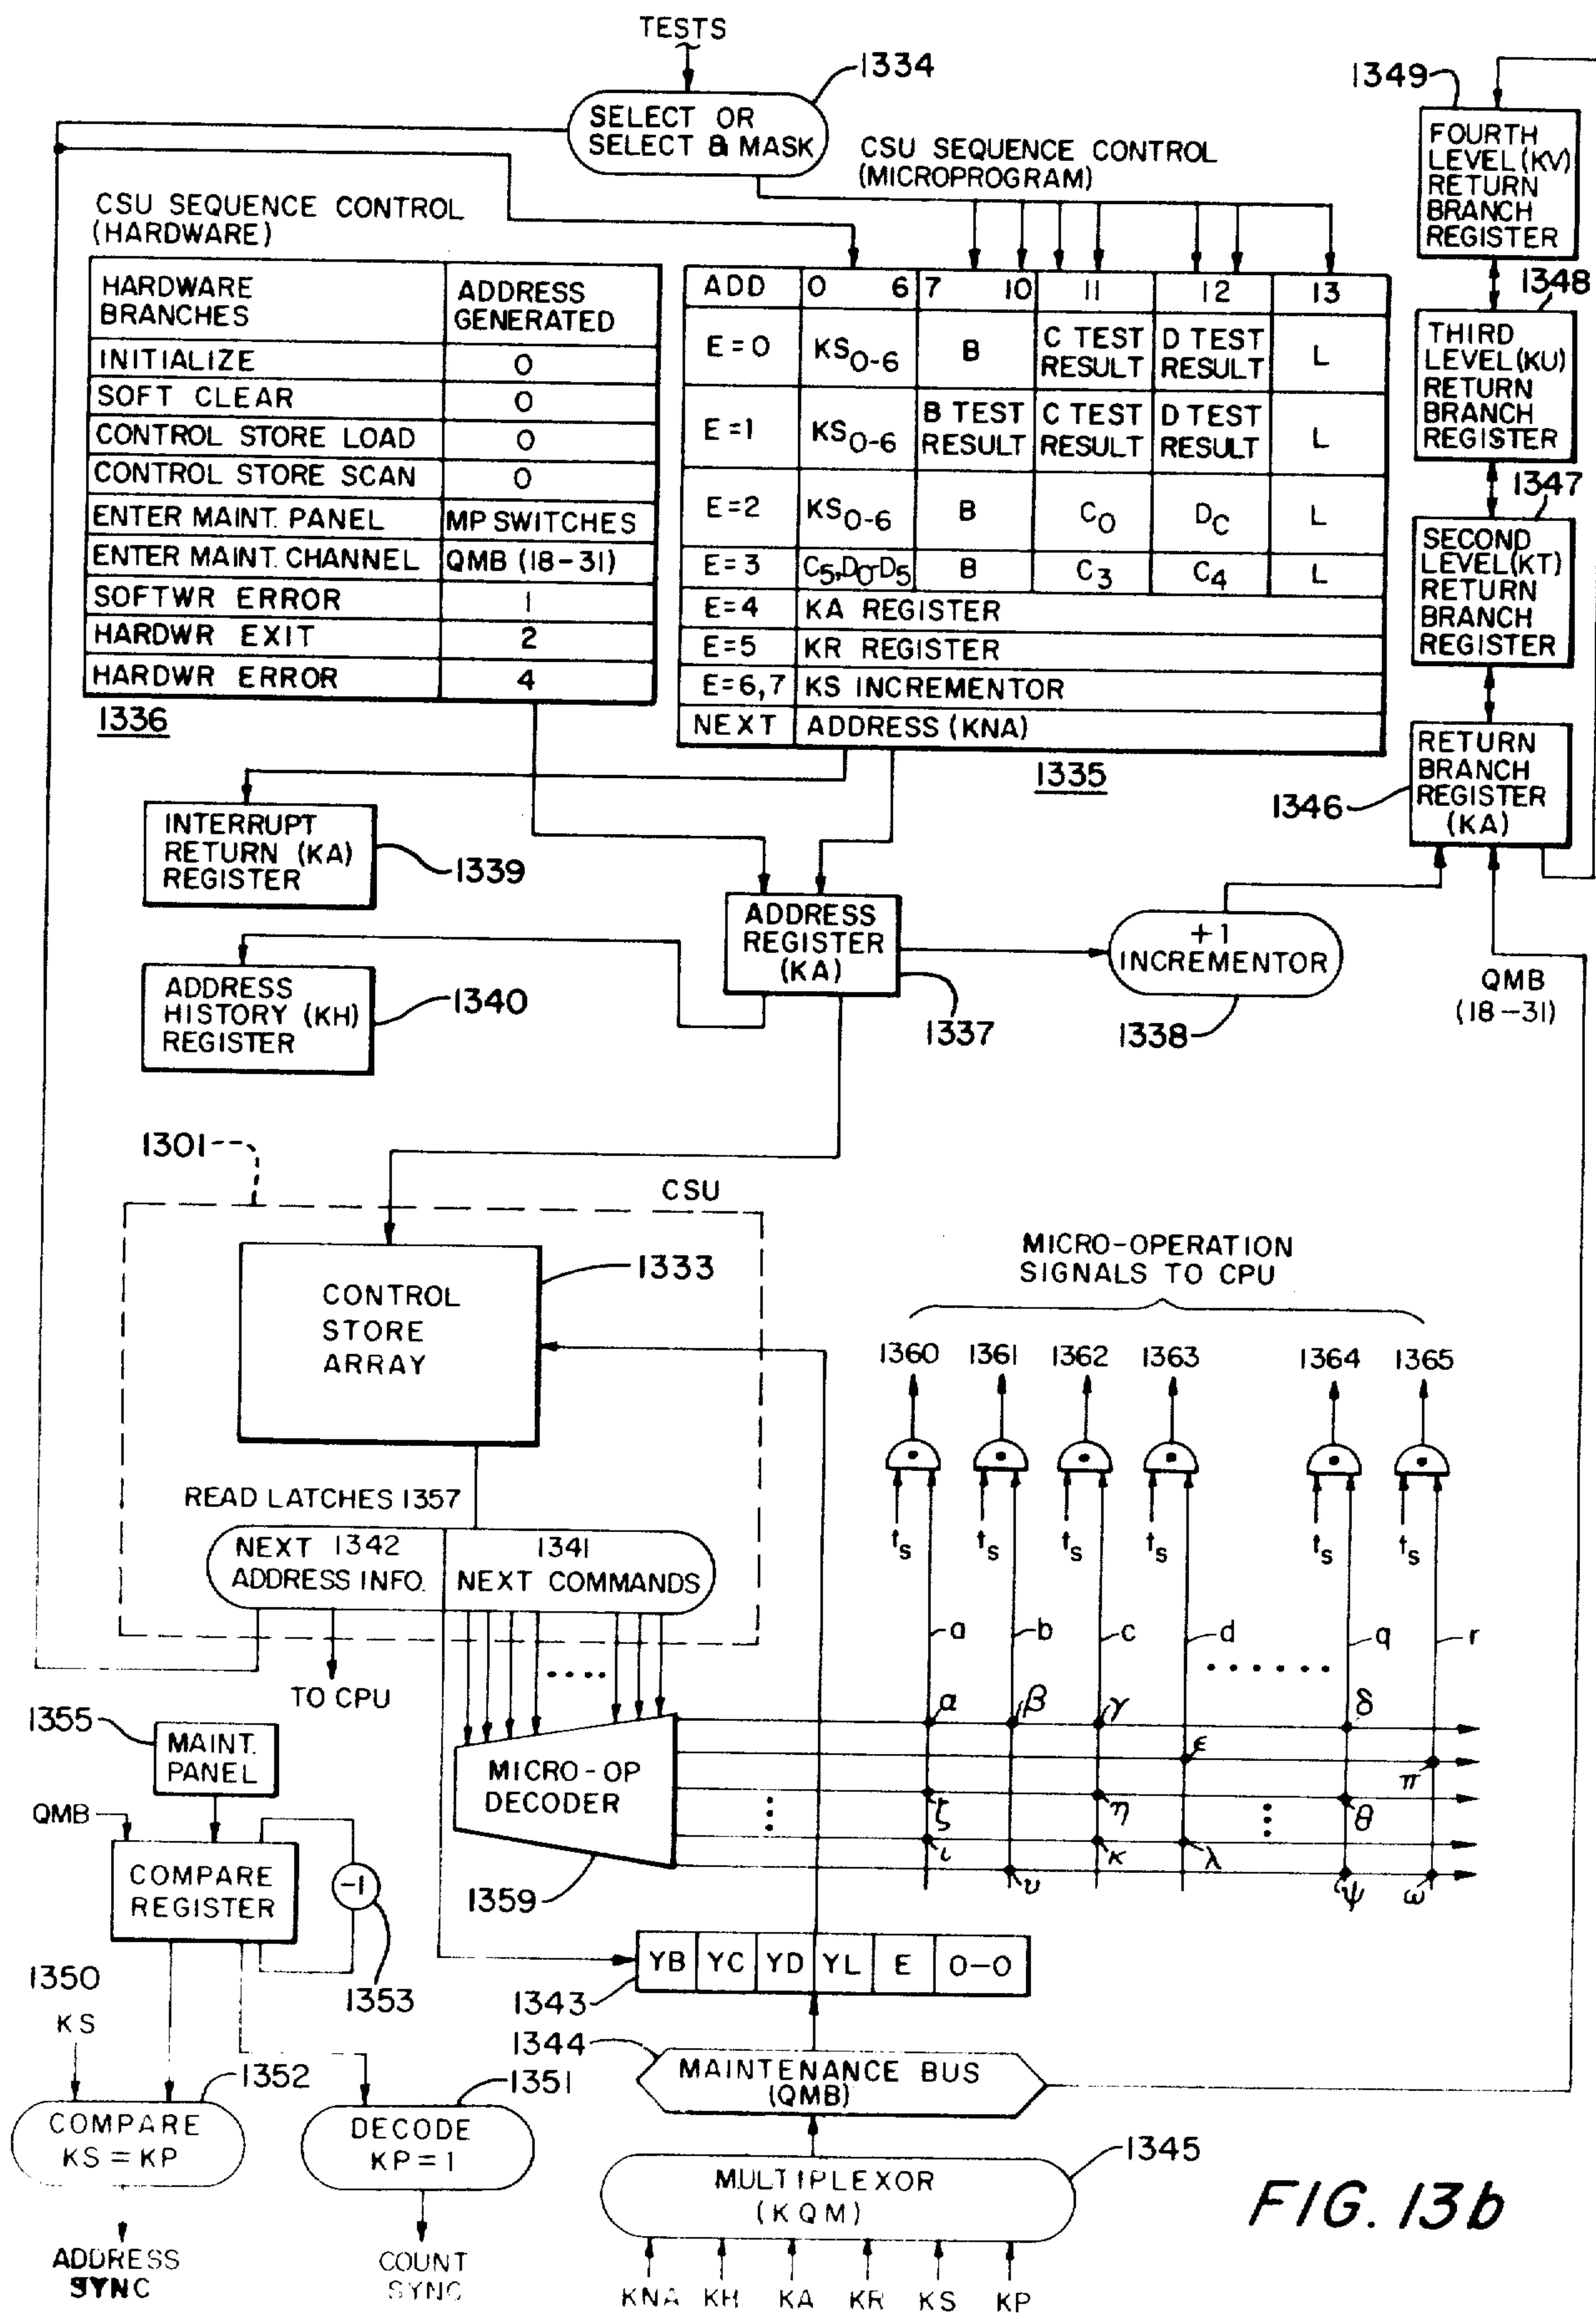 TESTS
1334
SELECT OR
SELECT & MASK
CSU SEQUENCE CONTROL
(MICROPROGRAM)
1349
FOURTH
LEVEL (KV)
RETURN
BRANCH
REGISTER
1348
THIRD
LEVEL (KU)
RETURN
BRANCH
REGISTER
1347
SECOND
LEVEL (KT)
RETURN
BRANCH
REGISTER
RETURN
BRANCH
REGISTER
(KA)
1346
CSU SEQUENCE CONTROL
(HARDWARE)
HARDWARE BRANCHES ADDRESS GENERATED
INITIALIZE 0
SOFT CLEAR 0
CONTROL STORE LOAD 0
CONTROL STORE SCAN 0
ENTER MAINT. PANEL MP SWITCHES
ENTER MAINT. CHANNEL QMB (18-31)
SOFTWR ERROR 1
HARDWR EXIT 2
HARDWR ERROR 4
1336
ADD 0 6 7 10 11 12 13
E=0 KS0-6 B C TEST RESULT D TEST RESULT L
E=1 KS0-6 B TEST RESULT C TEST RESULT D TEST RESULT L
E=2 KS0-6 B C0 DC L
E=3 C5,D0-D5 B C3 C4 L
E=4 KA REGISTER
E=5 KR REGISTER
E=6,7 KS INCREMENTOR
NEXT ADDRESS (KNA)
1335
INTERRUPT
RETURN (KA)
REGISTER
1339
ADDRESS
REGISTER
(KA)
1337
+1
INCREMENTOR
1338
QMB
(18-31)
ADDRESS
HISTORY (KH)
REGISTER
1340
1301
CSU
CONTROL
STORE
ARRAY
1333
MICRO-OPERATION
SIGNALS TO CPU
1360 1361 1362 1363 1364 1365
ts ts ts ts ts ts
READ LATCHES 1357
NEXT 1342
ADDRESS INFO.
1341
NEXT COMMANDS
TO CPU
a b c d q r
α β γ δ
ε π
ζ η θ
ι κ λ
υ ψ ω
MICRO-OP
DECODER
1359
1355
MAINT.
PANEL
QMB
COMPARE
REGISTER
-1
1353
1350
KS
1352
COMPARE
KS = KP
ADDRESS
SYNC
1351
DECODE
KP = 1
COUNT
SYNC
YB YC YD YL E 0-0
1343
1344
MAINTENANCE BUS
(QMB)
1345
MULTIPLEXOR
(KQM)
KNA KH KA KR KS KP
FIG. 13b